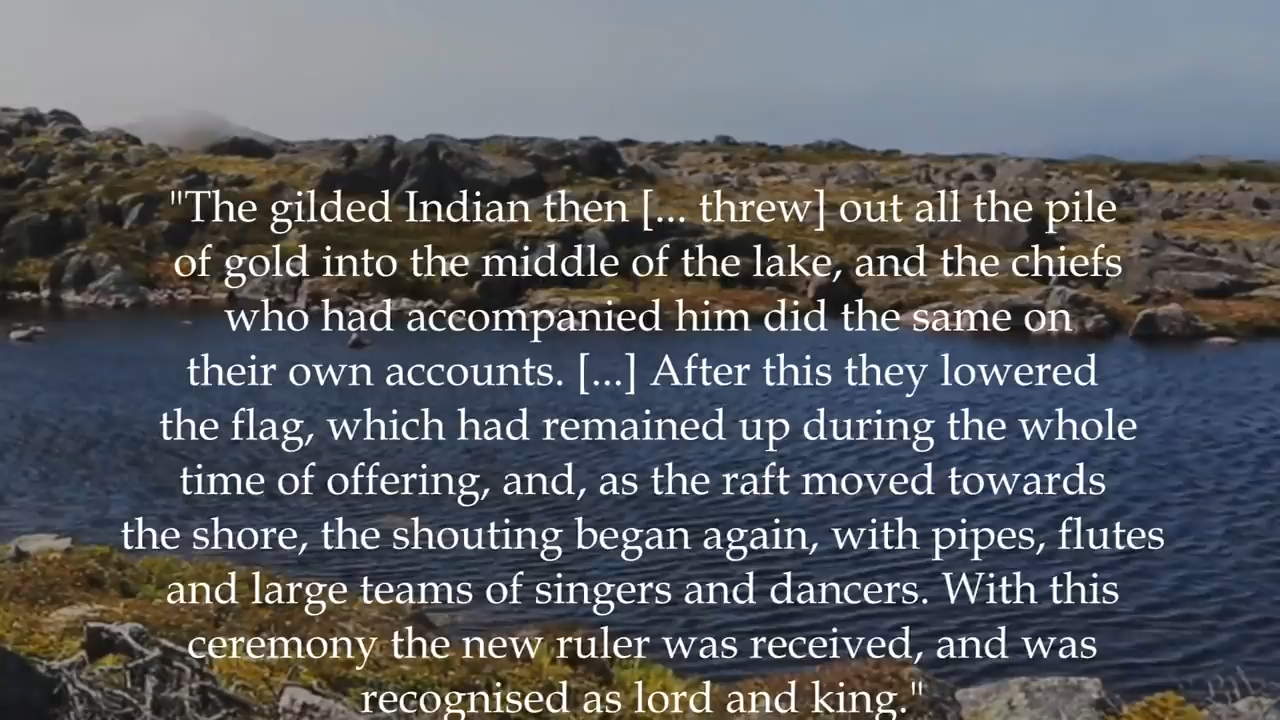 "The gilded Indian then [... threw] out all the pile
of gold into the middle of the lake, and the chiefs
who had accompanied him did the same on
their own accounts. [...] After this they lowered
the flag, which had remained up during the whole
time of offering, and, as the raft moved towards
the shore, the shouting began again, with pipes, flutes
and large teams of singers and dancers. With this
ceremony the new ruler was received, and was
recognised as lord and king."